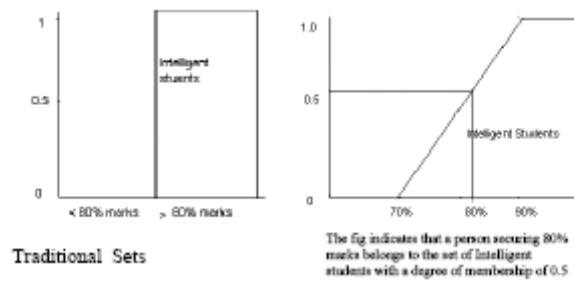 1
Intelligent
stuents
0.5
0
< 80% marks
> 80% marks
Traditional Sets
1.0
0.5
Intelligent Students
0
70%
80%
90%
The fig indicates that a person securing 80%
marks belongs to the set of Intelligent
students with a degree of membership of 0.5